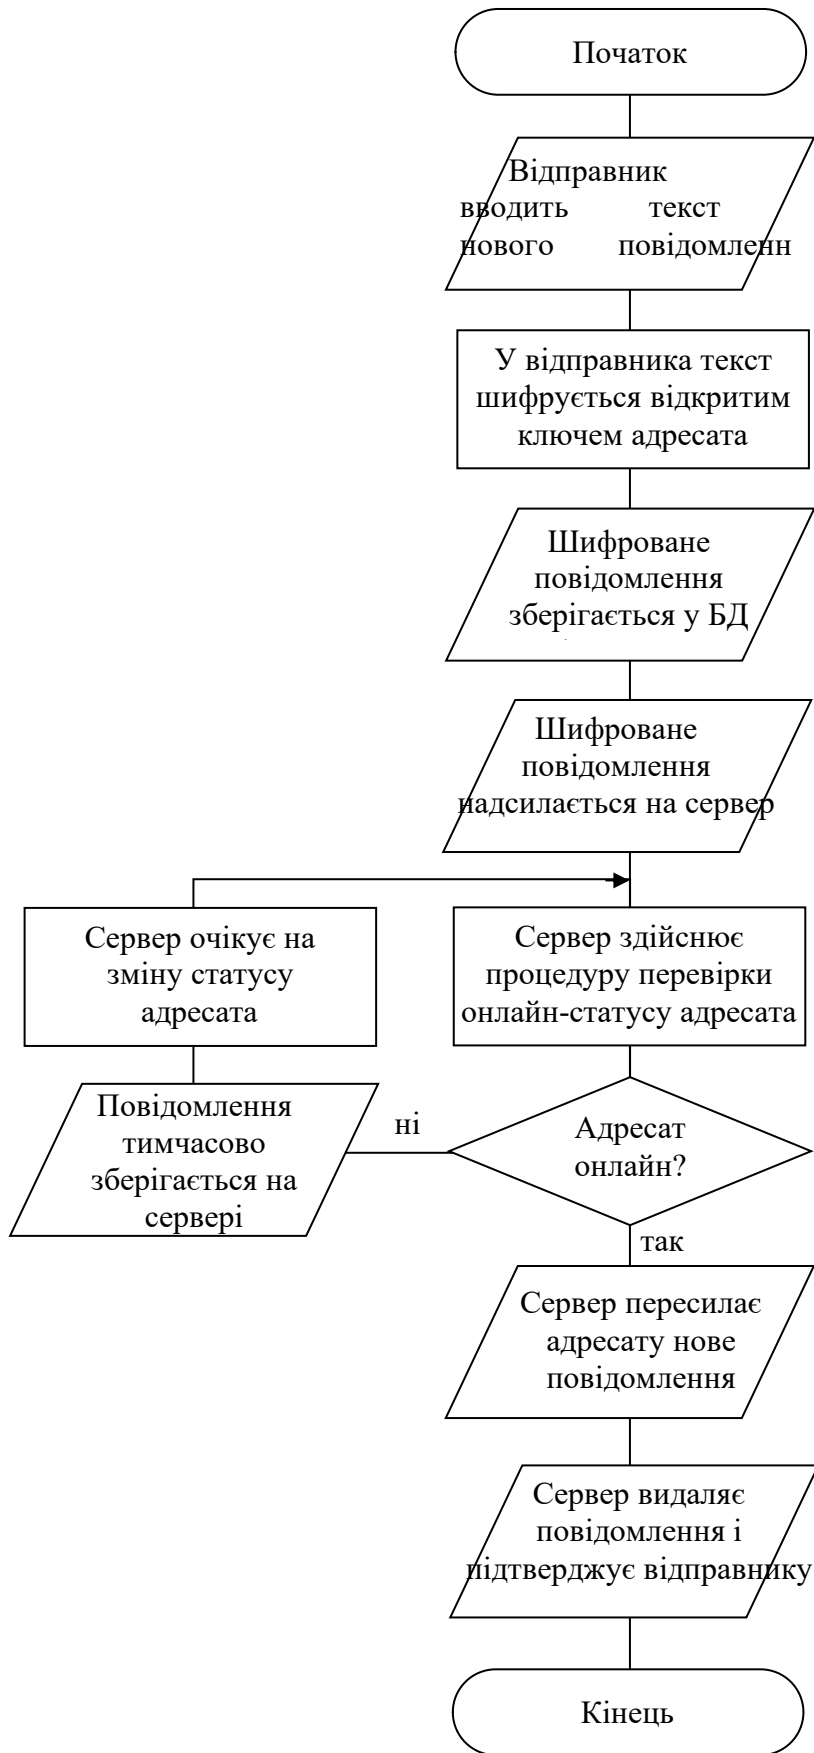 Початок
Відправник
вводить текст
нового повідомленн
У відправника текст
шифрується відкритим
ключем адресата
Шифроване
повідомлення
зберігається у БД
Шифроване
повідомлення
надсилається на сервер
Сервер очікує на
зміну статусу
адресата
Сервер здійснює
процедуру перевірки
онлайн-статусу адресата
Повідомлення
тимчасово
зберігається на
сервері
ні
Адресат
онлайн?
так
Сервер пересилає
адресату нове
повідомлення
Сервер видаляє
повідомлення і
підтверджує відправнику
Кінець